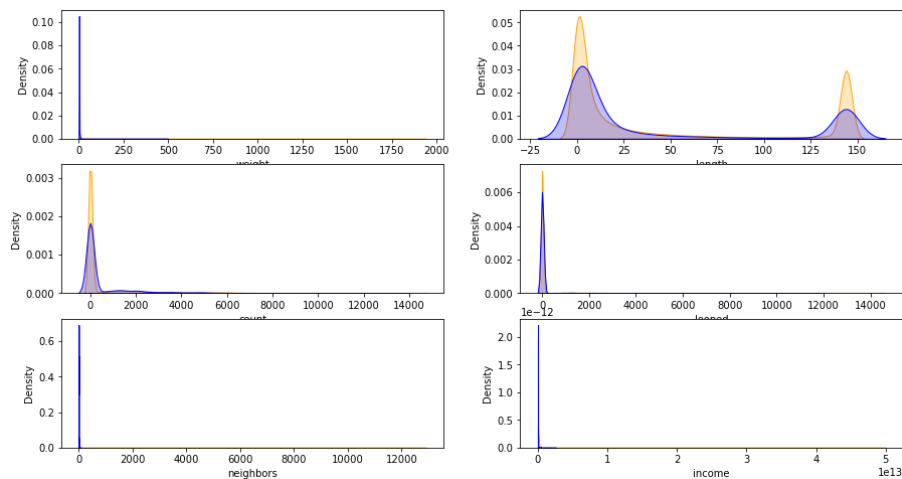 0.10
0.08
0.06
0.04
0.02
0.00
Density
0 250 500 750 1000 1250 1500 1750 2000
weight
0.05
0.04
0.03
0.02
0.01
0.00
Density
−25 0 25 50 75 100 125 150
length
0.003
0.002
0.001
0.000
Density
0 2000 4000 6000 8000 10000 12000 14000
count
0.006
0.004
0.002
0.000
Density
0 2000 4000 6000 8000 10000 12000 14000
looped
0.6
0.4
0.2
0.0
Density
0 2000 4000 6000 8000 10000 12000
neighbors
1e−12
2.0
1.5
1.0
0.5
0.0
Density
0 1 2 3 4 5
1e13
income